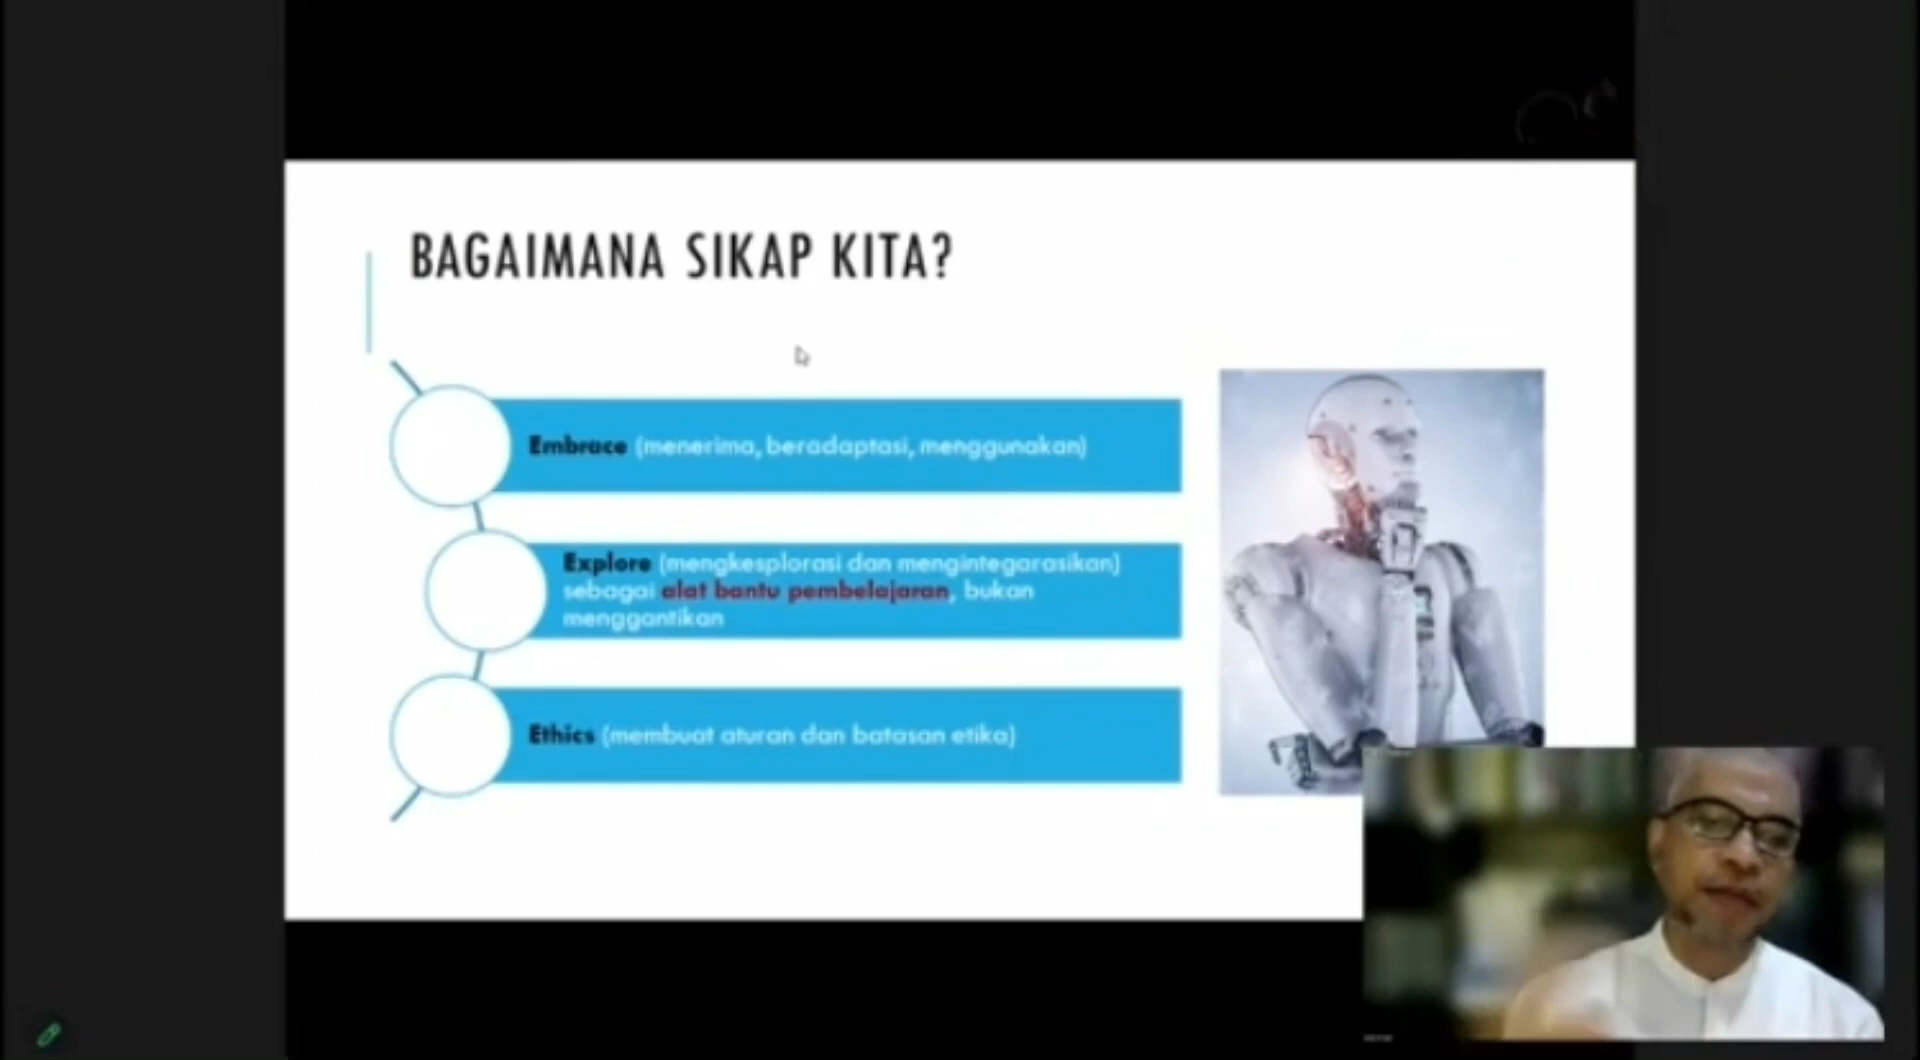 BAGAIMANA SIKAP KITA?
Embrace (menerima, beradaptasi, menggunakan)
Explore (mengkesplorasi dan mengintegarasikan)
sebagai alat bantu pembelajaran, bukan
menggantikan
Ethics (membuat aturan dan batasan etika)